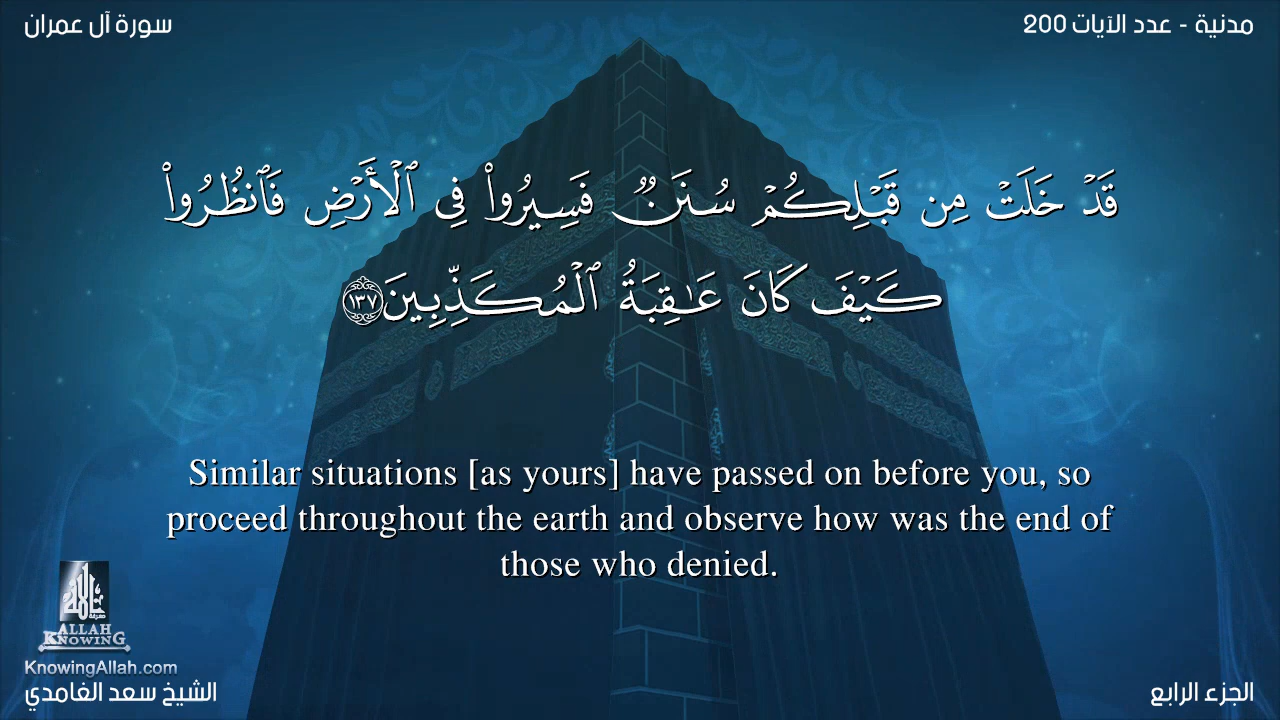 سورة آل عمران
مدنية - عدد الآيات 200
قَدْ خَلَتْ مِن قَبْلِكُمْ سُنَنٌ فَسِيرُوا۟ فِى ٱلْأَرْضِ فَٱنظُرُوا۟
كَيْفَ كَانَ عَـٰقِبَةُ ٱلْمُكَذِّبِينَ ١٣٧
Similar situations [as yours] have passed on before you, so
proceed throughout the earth and observe how was the end of
those who denied.
ALLAH
KNOWING
KnowingAllah.com
الشيخ سعد الغامدي
الجزء الرابع